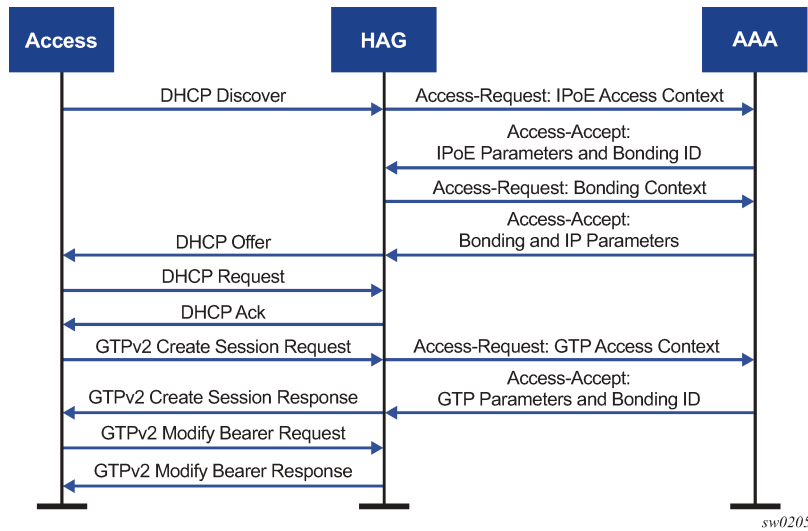 Access
HAG
AAA
DHCP Discover
Access-Request: IPoE Access Context
Access-Accept:
IPoE Parameters and Bonding ID
Access-Request: Bonding Context
Access-Accept:
DHCP Offer
Bonding and IP Parameters
DHCP Request
DHCP Ack
GTPv2 Create Session Request
Access-Request: GTP Access Context
Access-Accept:
GTPv2 Create Session Response
GTP Parameters and Bonding ID
GTPv2 Modify Bearer Request
GTPv2 Modify Bearer Response
sw0205